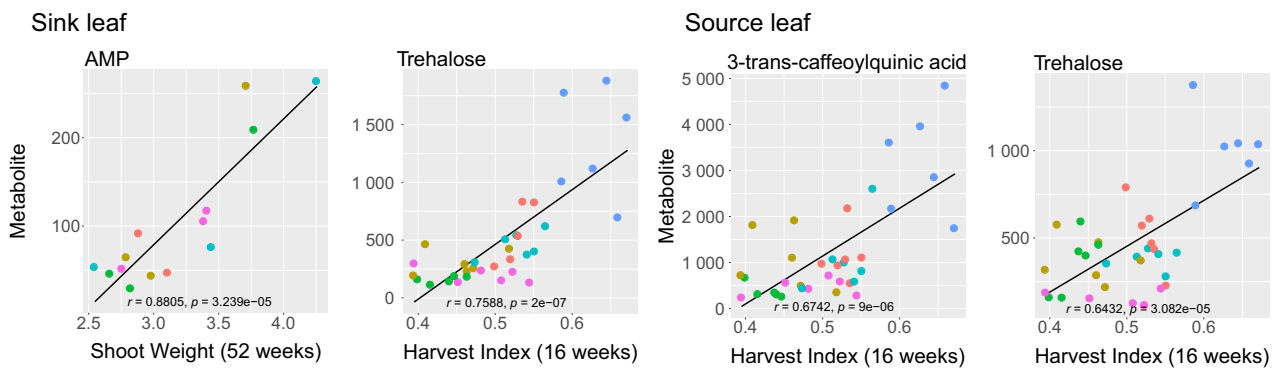 Sink leaf
Source leaf
AMP
Trehalose
3-trans-caffeoylquinic acid
Trehalose
Metabolite
200
100
r = 0.8805, p = 3.239e−05
2.5 3.0 3.5 4.0
Shoot Weight (52 weeks)
1 500
1 000
500
0
r = 0.7588, p = 2e−07
0.4 0.5 0.6
Harvest Index (16 weeks)
Metabolite
5 000
4 000
3 000
2 000
1 000
0
r = 0.6742, p = 9e−06
0.4 0.5 0.6
Harvest Index (16 weeks)
1 000
500
r = 0.6432, p = 3.082e−05
0.4 0.5 0.6
Harvest Index (16 weeks)